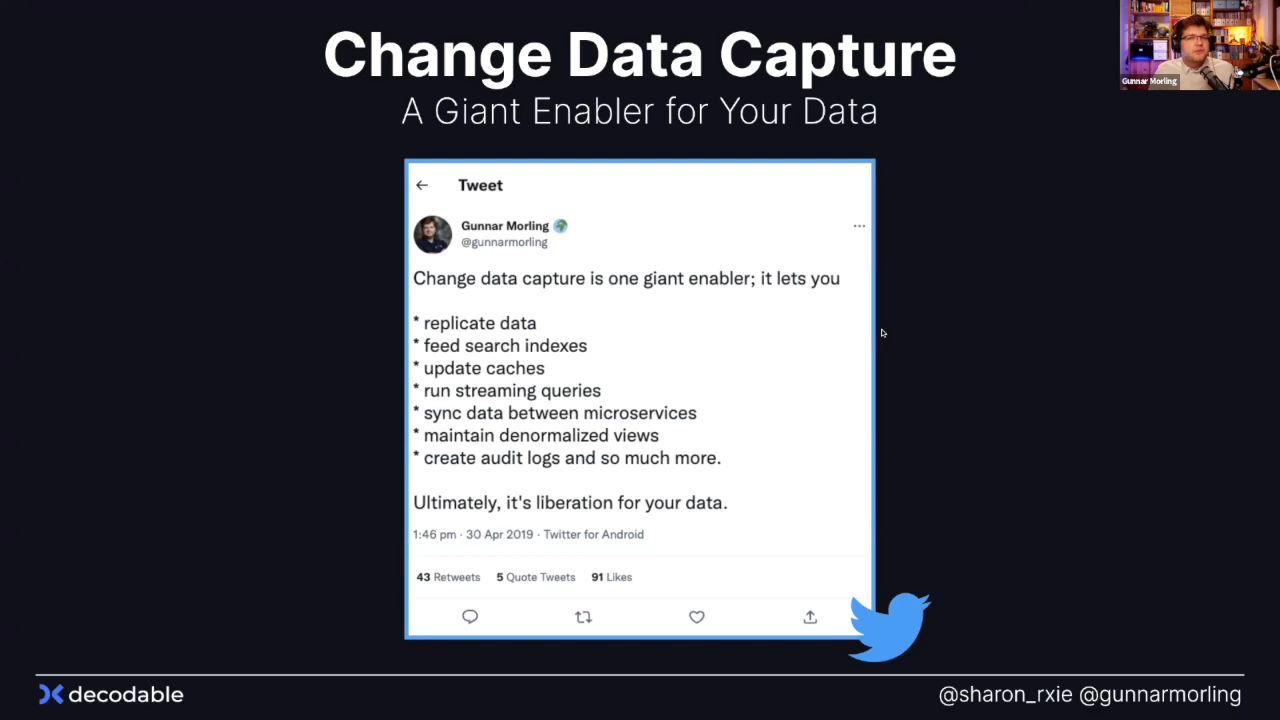 Change Data Capture
A Giant Enabler for Your Data
Gunnar Morling
← Tweet
Gunnar Morling
@gunnarmorling
Change data capture is one giant enabler; it lets you
* replicate data
* feed search indexes
* update caches
* run streaming queries
* sync data between microservices
* maintain denormalized views
* create audit logs and so much more.
Ultimately, it's liberation for your data.
1:46 pm · 30 Apr 2019 · Twitter for Android
43 Retweets 5 Quote Tweets 91 Likes
decodable
@sharon_rxie @gunnarmorling